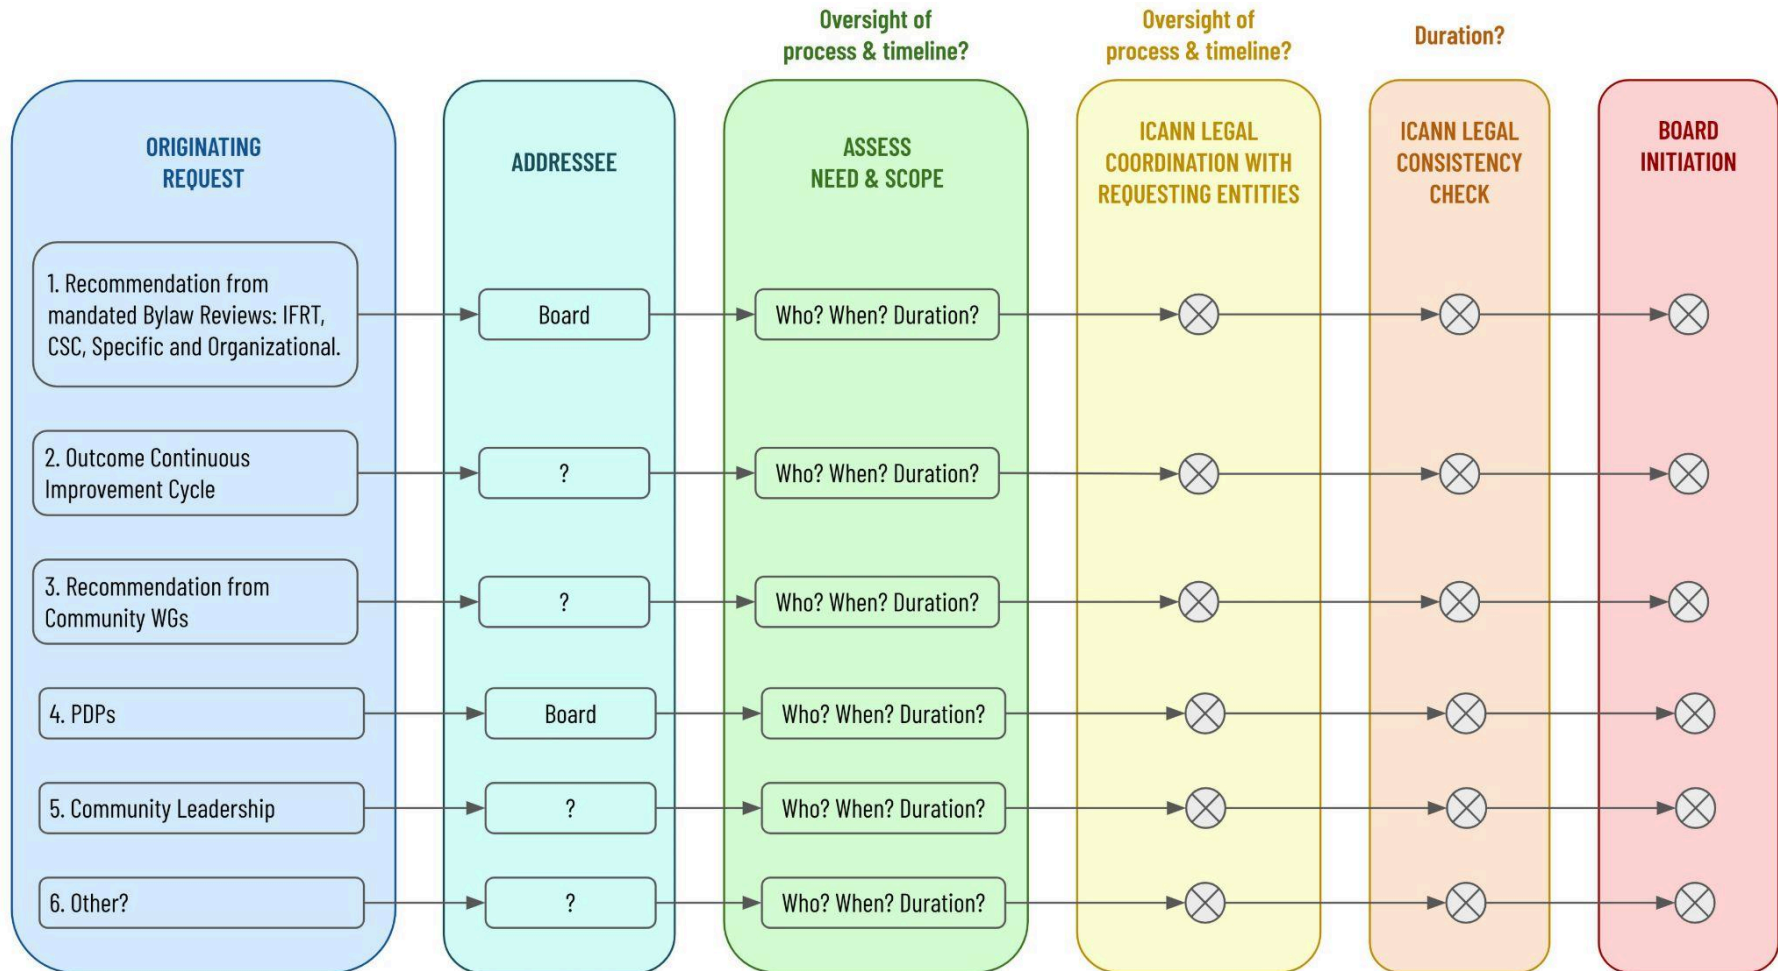 Oversight of
process & timeline?
Oversight of
process & timeline?
Duration?
ORIGINATING
REQUEST
ADDRESSEE
ASSESS
NEED & SCOPE
ICANN LEGAL
COORDINATION WITH
REQUESTING ENTITIES
ICANN LEGAL
CONSISTENCY
CHECK
BOARD
INITIATION
1. Recommendation from
mandated Bylaw Reviews: IFRT,
CSC, Specific and Organizational.
Board
Who? When? Duration?
2. Outcome Continuous
Improvement Cycle
?
Who? When? Duration?
3. Recommendation from
Community WGs
?
Who? When? Duration?
4. PDPs
Board
Who? When? Duration?
5. Community Leadership
?
Who? When? Duration?
6. Other?
?
Who? When? Duration?